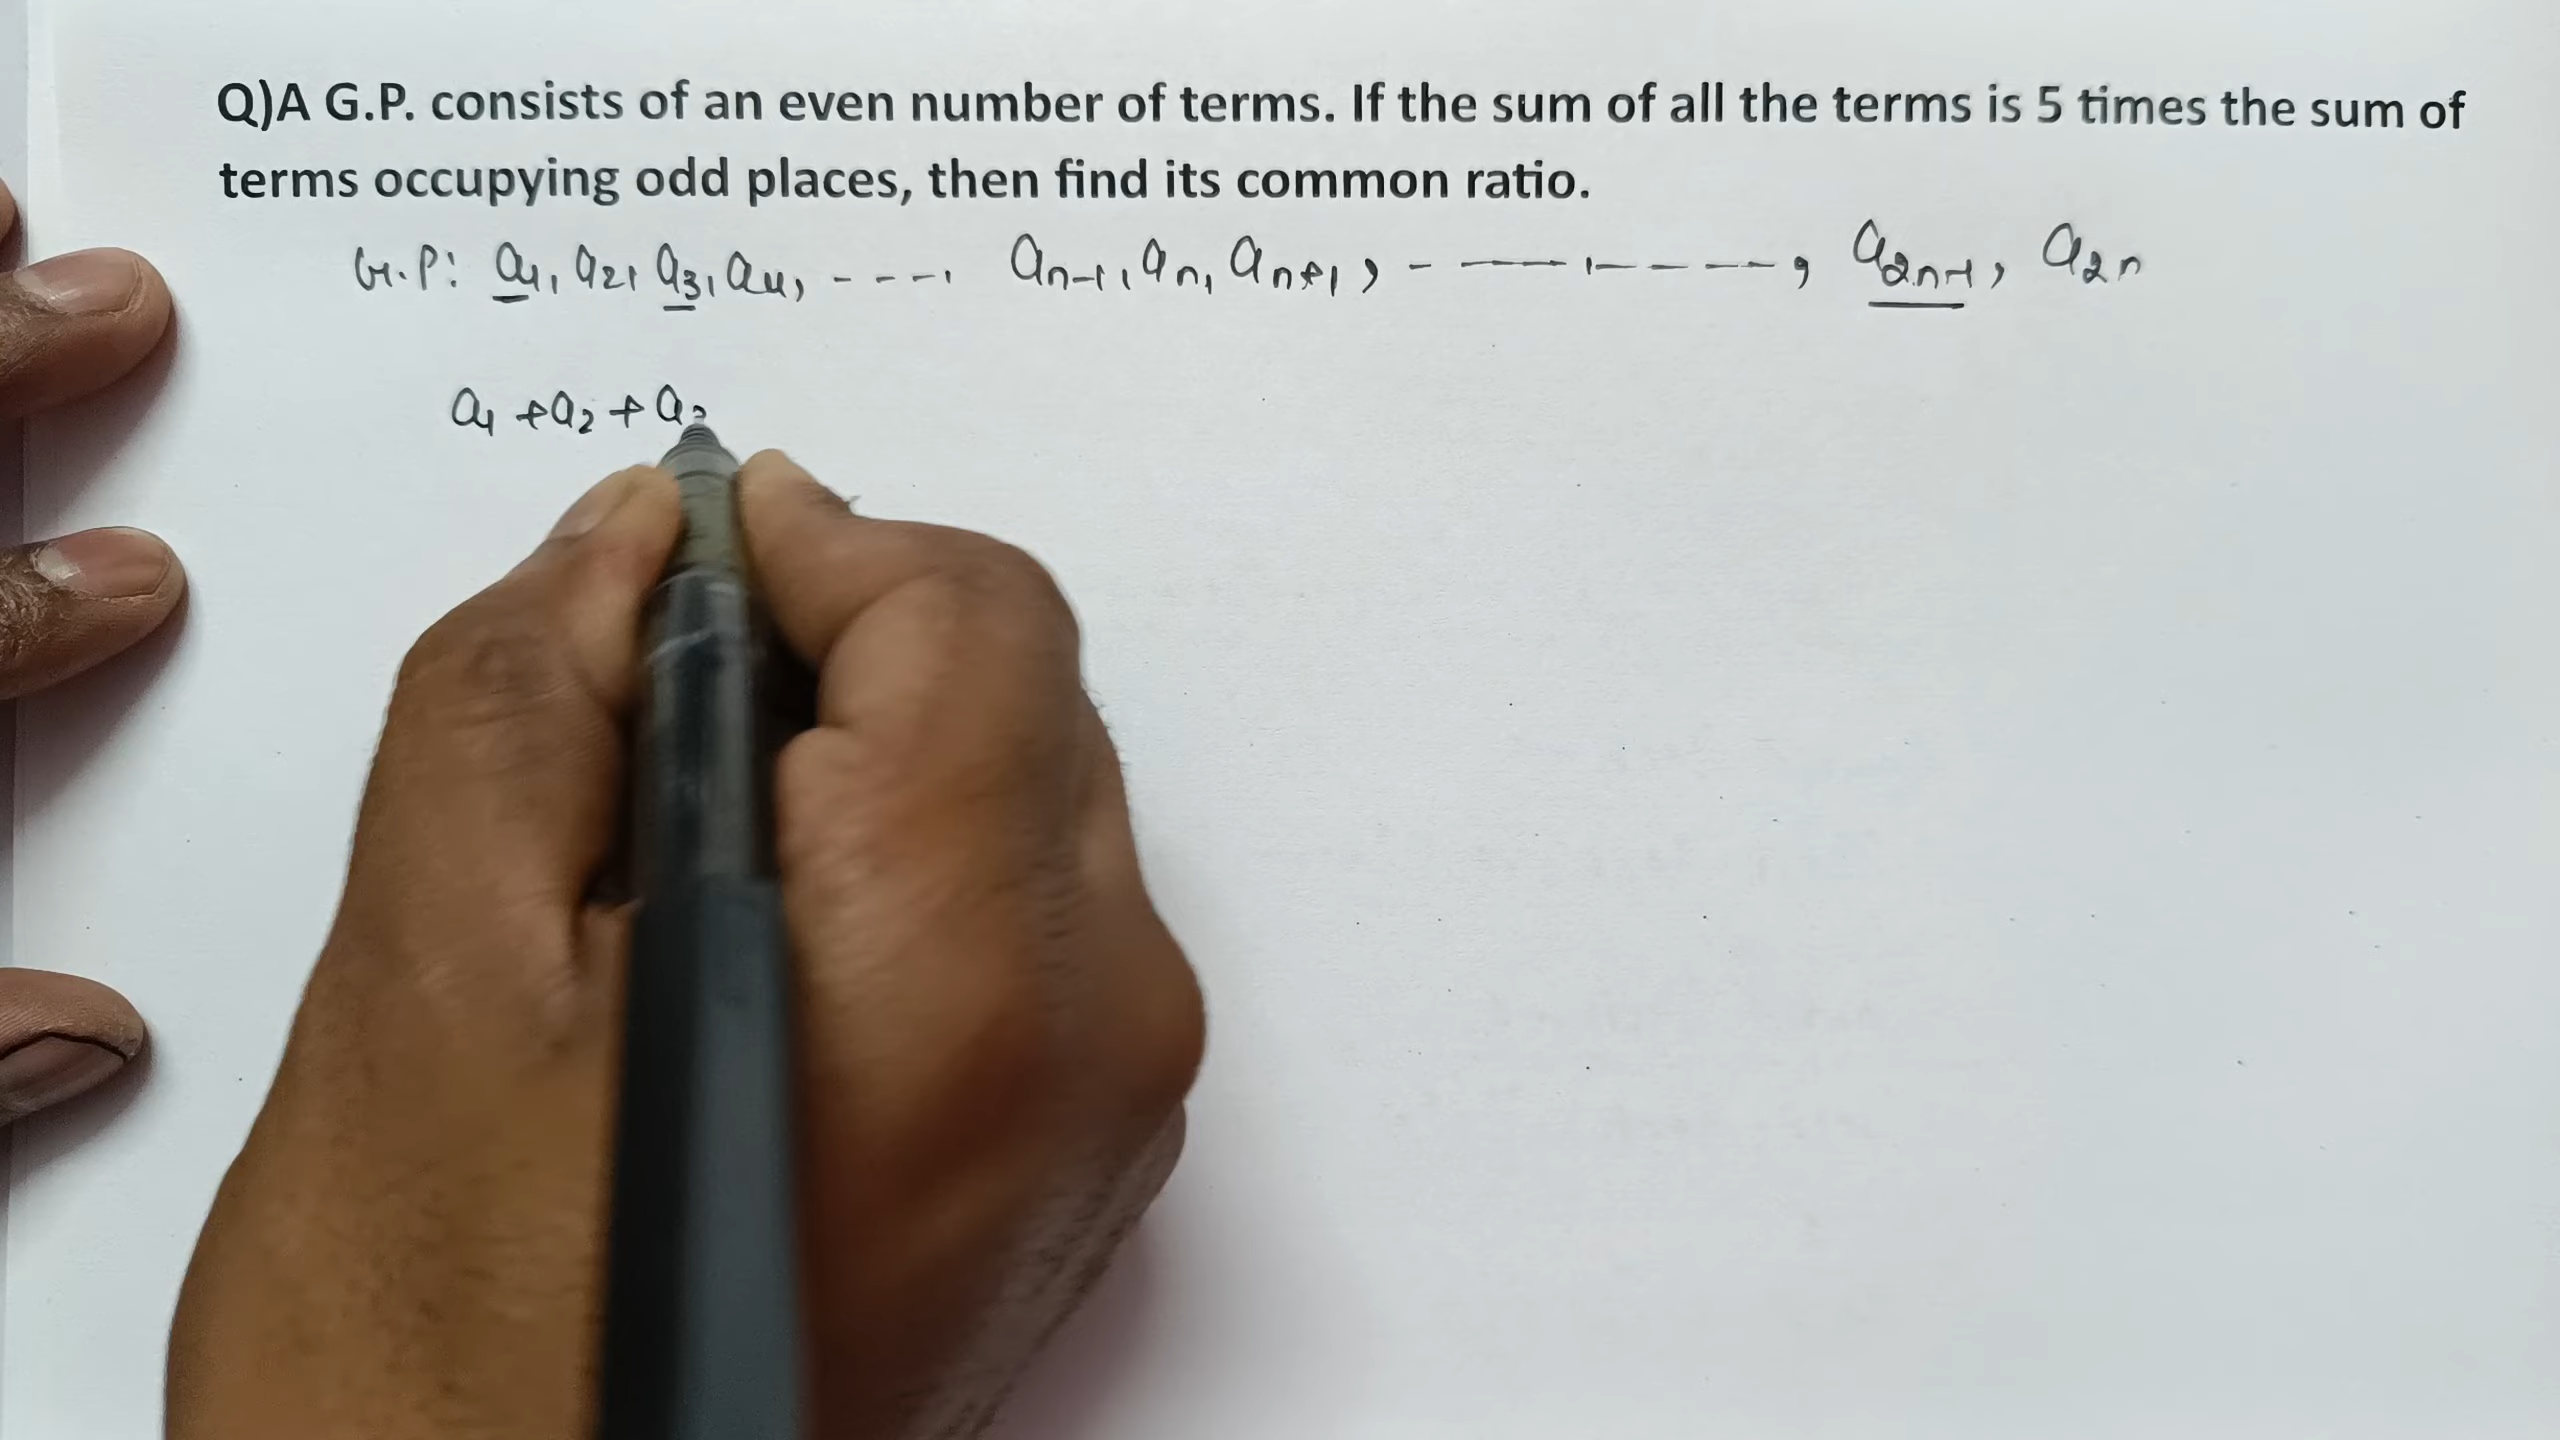 Q)A G.P. consists of an even number of terms. If the sum of all the terms is 5 times the sum of
terms occupying odd places, then find its common ratio.
G.P: a₁, a₂, a₃, a₄, - - - -, aₙ₋₁, aₙ, aₙ₊₁, - - - - - - - -, a₂ₙ₋₁, a₂ₙ
a₁ + a₂ + a₃